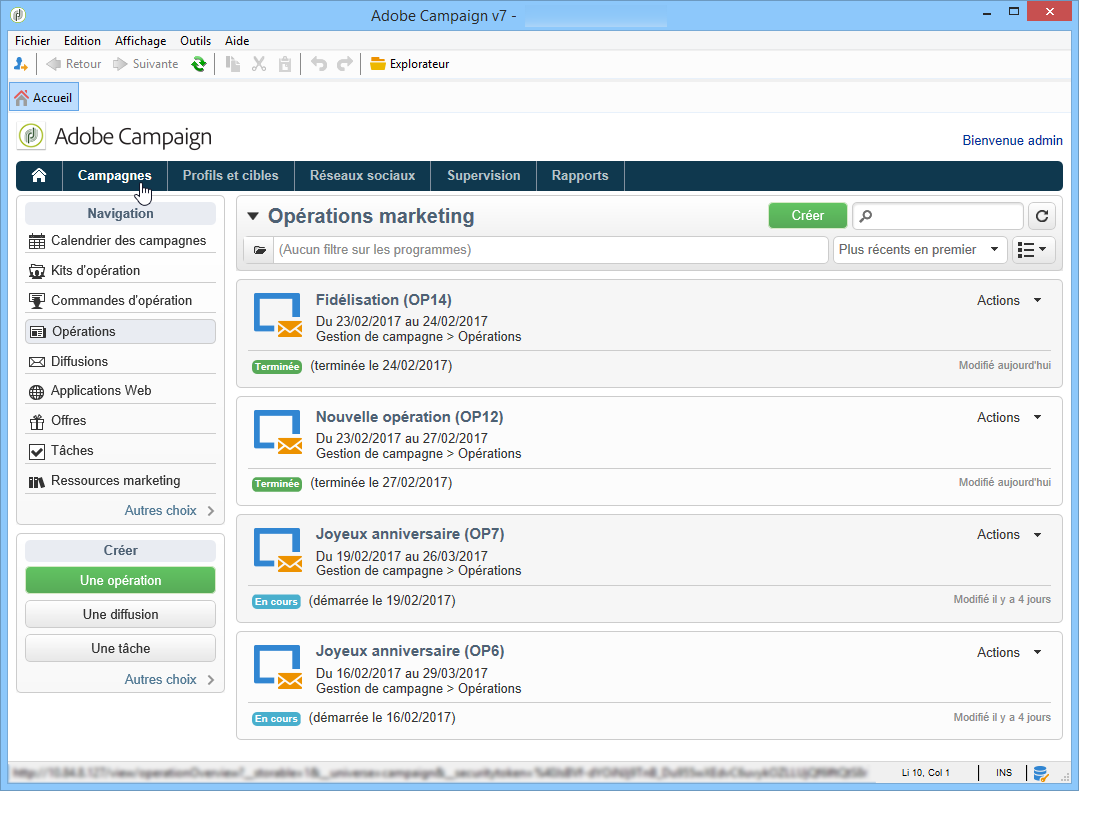 Adobe Campaign v7 -
Fichier Edition Affichage Outils Aide
Retour Suivante Explorateur
Accueil
Adobe Campaign
Bienvenue admin
Campagnes Profils et cibles Réseaux sociaux Supervision Rapports
Navigation
Calendrier des campagnes
Kits d'opération
Commandes d'opération
Opérations
Diffusions
Applications Web
Offres
Tâches
Ressources marketing
Autres choix
Créer
Une opération
Une diffusion
Une tâche
Autres choix
Opérations marketing
Créer
(Aucun filtre sur les programmes)
Plus récents en premier
Fidélisation (OP14)
Actions
Du 23/02/2017 au 24/02/2017
Gestion de campagne > Opérations
Terminée (terminée le 24/02/2017)
Modifié aujourd'hui
Nouvelle opération (OP12)
Actions
Du 23/02/2017 au 27/02/2017
Gestion de campagne > Opérations
Terminée (terminée le 27/02/2017)
Modifié aujourd'hui
Joyeux anniversaire (OP7)
Actions
Du 19/02/2017 au 26/03/2017
Gestion de campagne > Opérations
En cours (démarrée le 19/02/2017)
Modifié il y a 4 jours
Joyeux anniversaire (OP6)
Actions
Du 16/02/2017 au 29/03/2017
Gestion de campagne > Opérations
En cours (démarrée le 16/02/2017)
Modifié il y a 4 jours
Li 10, Col 1
INS